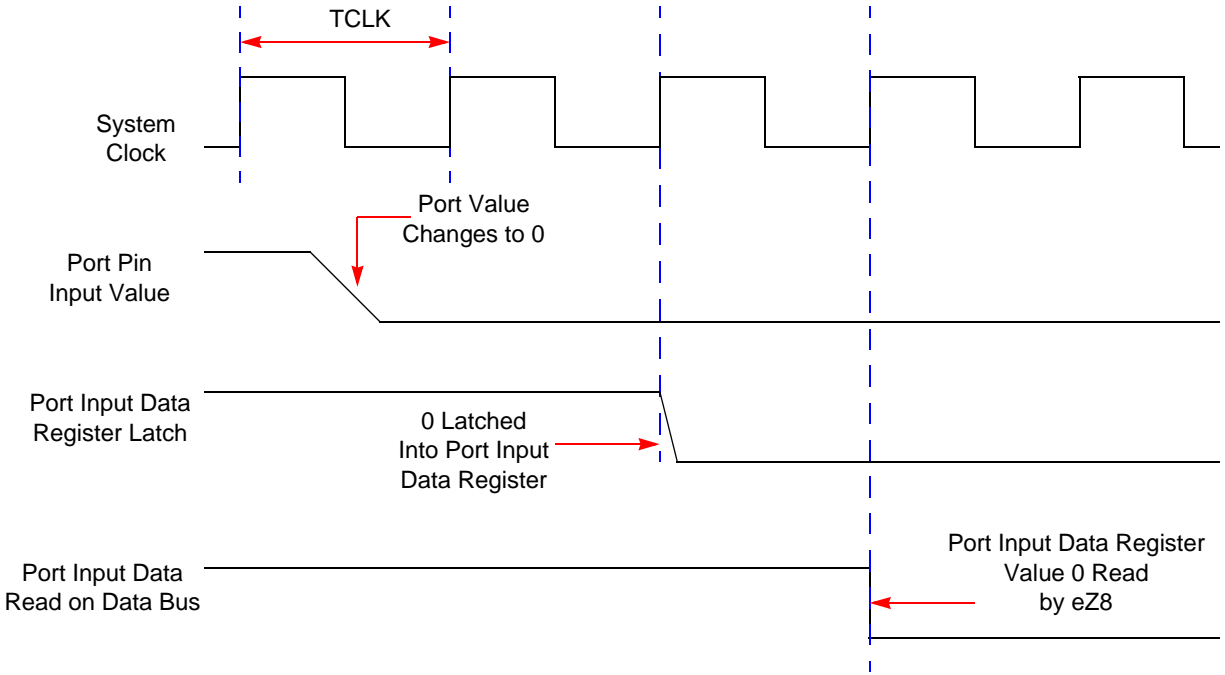 TCLK
System
Clock
Port Value
Changes to 0
Port Pin
Input Value
Port Input Data
Register Latch
0 Latched
Into Port Input
Data Register
Port Input Data
Read on Data Bus
Port Input Data Register
Value 0 Read
by eZ8